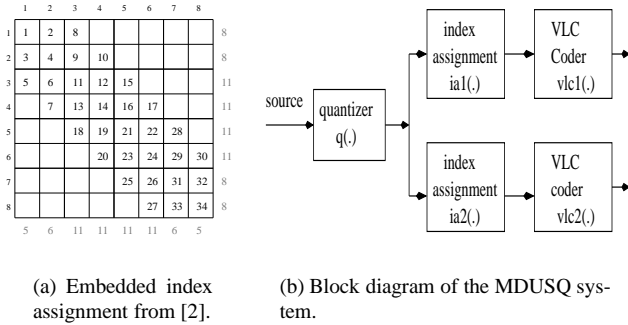 1 2 3 4 5 6 7 8
1 1 2 8 8
2 3 4 9 10 8
3 5 6 11 12 15 11
4 7 13 14 16 17 11
5 18 19 21 22 28 11
6 20 23 24 29 30 11
7 25 26 31 32 8
8 27 33 34 8
5 6 11 11 11 11 6 5
(a) Embedded index
assignment from [2].
source
quantizer
q(.)
index
assignment
ia1(.)
VLC
Coder
vlc1(.)
index
assignment
ia2(.)
VLC
coder
vlc2(.)
(b) Block diagram of the MDUSQ sys-
tem.